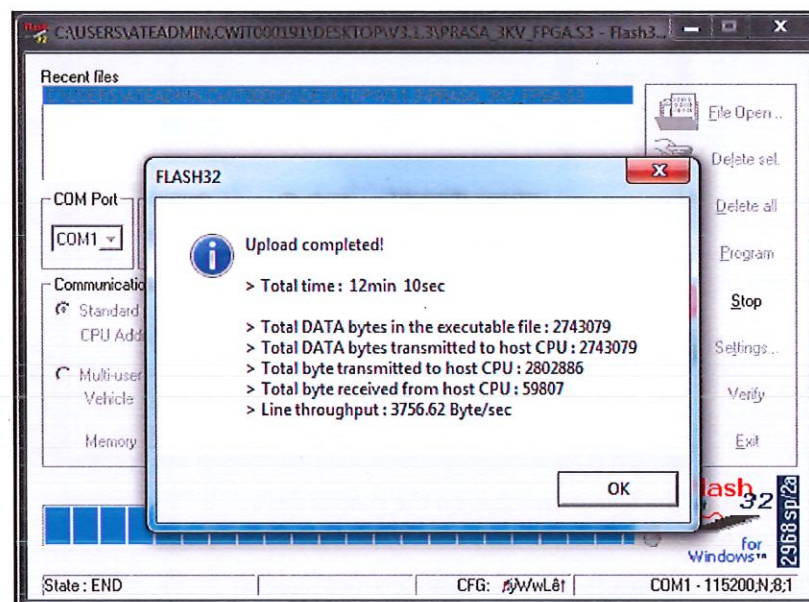 C:\USERS\ATEADMIN.CWIT000191\DESKTOP\V3.1.3\PRASA_3KV_FPGA.S3 - Flash3...
Recent files
File Open ..
Delete sel.
Delete all
Program
Stop
Settings...
Verify
Exit
COM Port
COM1
Communicatio
Standard
CPU Add
Multi-user
Vehicle
Memory
FLASH32
Upload completed!
> Total time : 12min 10sec
> Total DATA bytes in the executable file : 2743079
> Total DATA bytes transmitted to host CPU : 2743079
> Total byte transmitted to host CPU : 2802886
> Total byte received from host CPU : 59807
> Line throughput : 3756.62 Byte/sec
OK
lash
32
for
Windows™
2968sp/2a
State : END
CFG:
COM1 - 115200;N;8;1